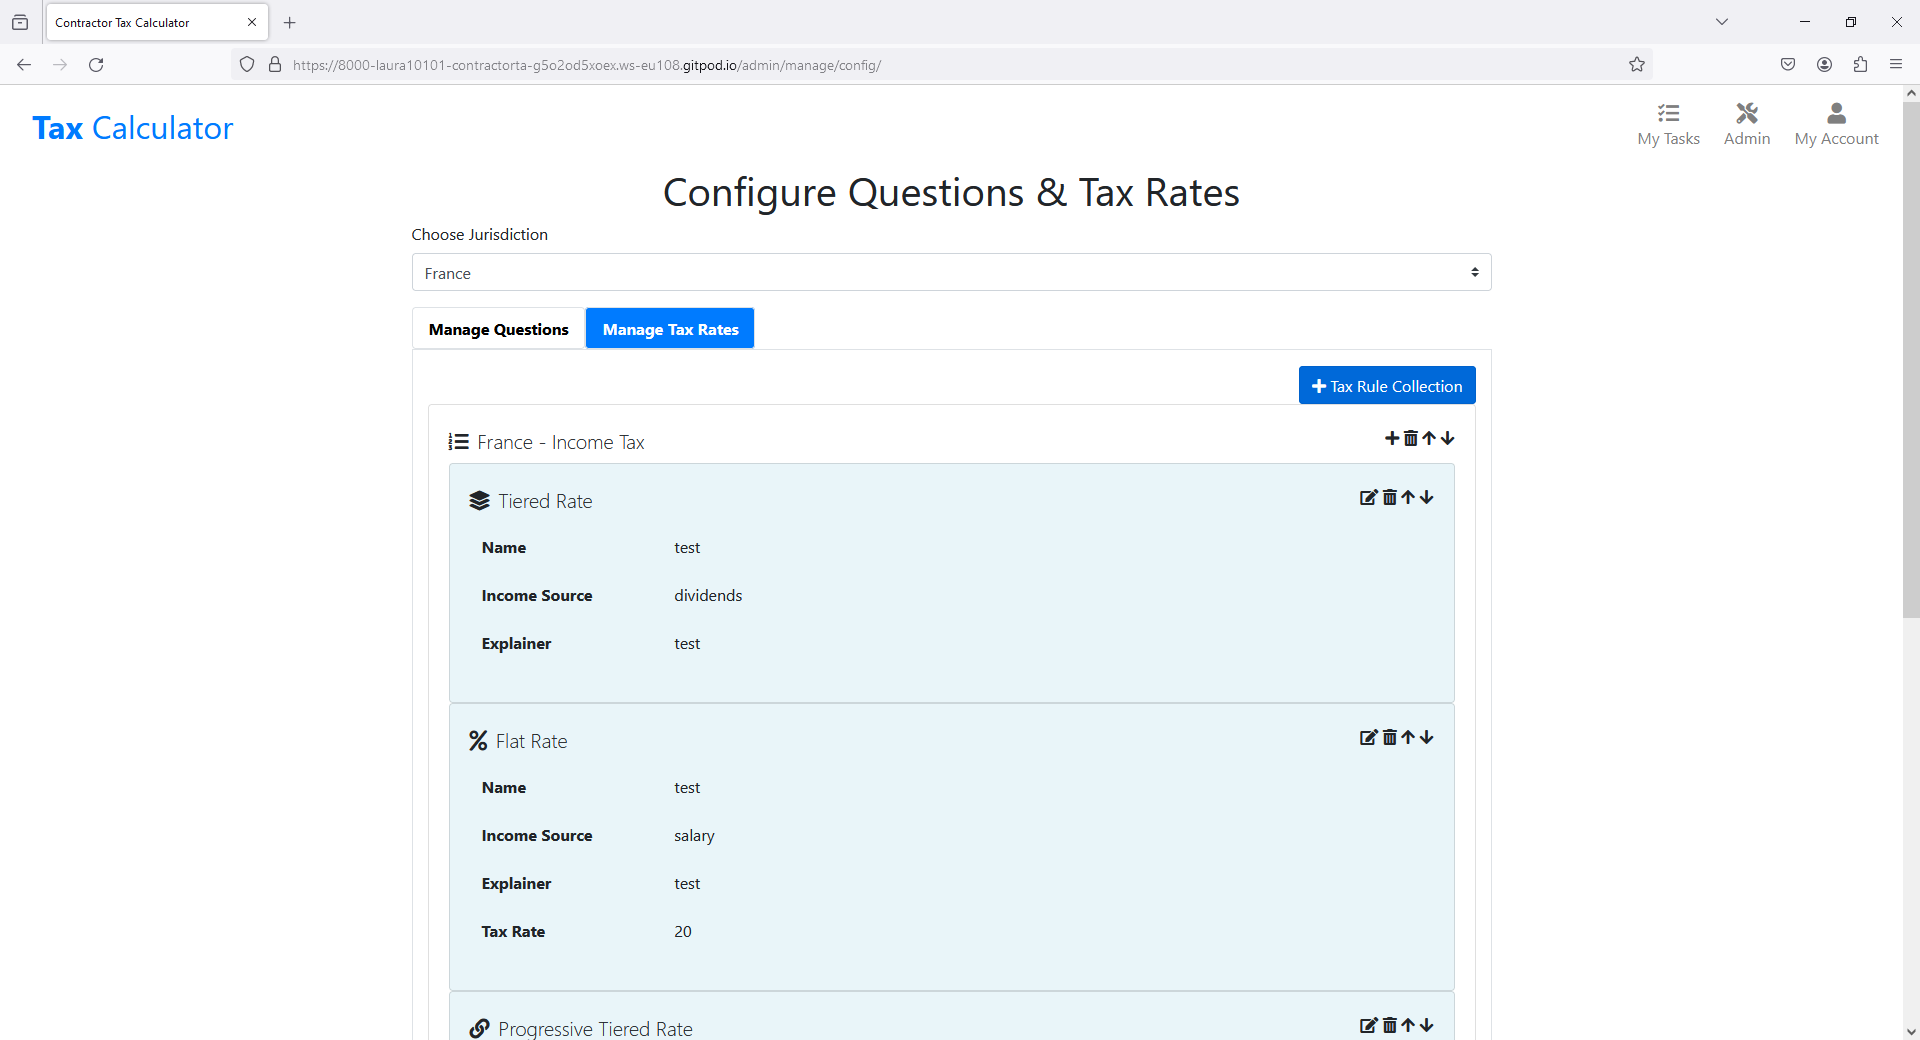 Contractor Tax Calculator
https://8000-laura10101-contractorta-g5o2od5xoex.ws-eu108.gitpod.io/admin/manage/config/
Tax Calculator
My Tasks
Admin
My Account
Configure Questions & Tax Rates
Choose Jurisdiction
France
Manage Questions
Manage Tax Rates
Tax Rule Collection
France - Income Tax
Tiered Rate
Name test
Income Source dividends
Explainer test
Flat Rate
Name test
Income Source salary
Explainer test
Tax Rate 20
Progressive Tiered Rate